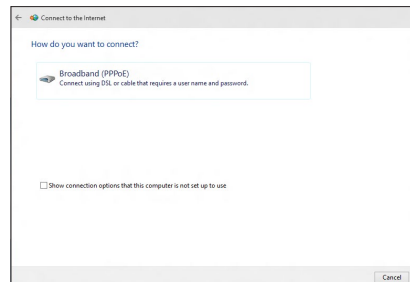 Connect to the Internet
How do you want to connect?
Broadband (PPPoE)
Connect using DSL or cable that requires a user name and password.
Show connection options that this computer is not set up to use
Cancel